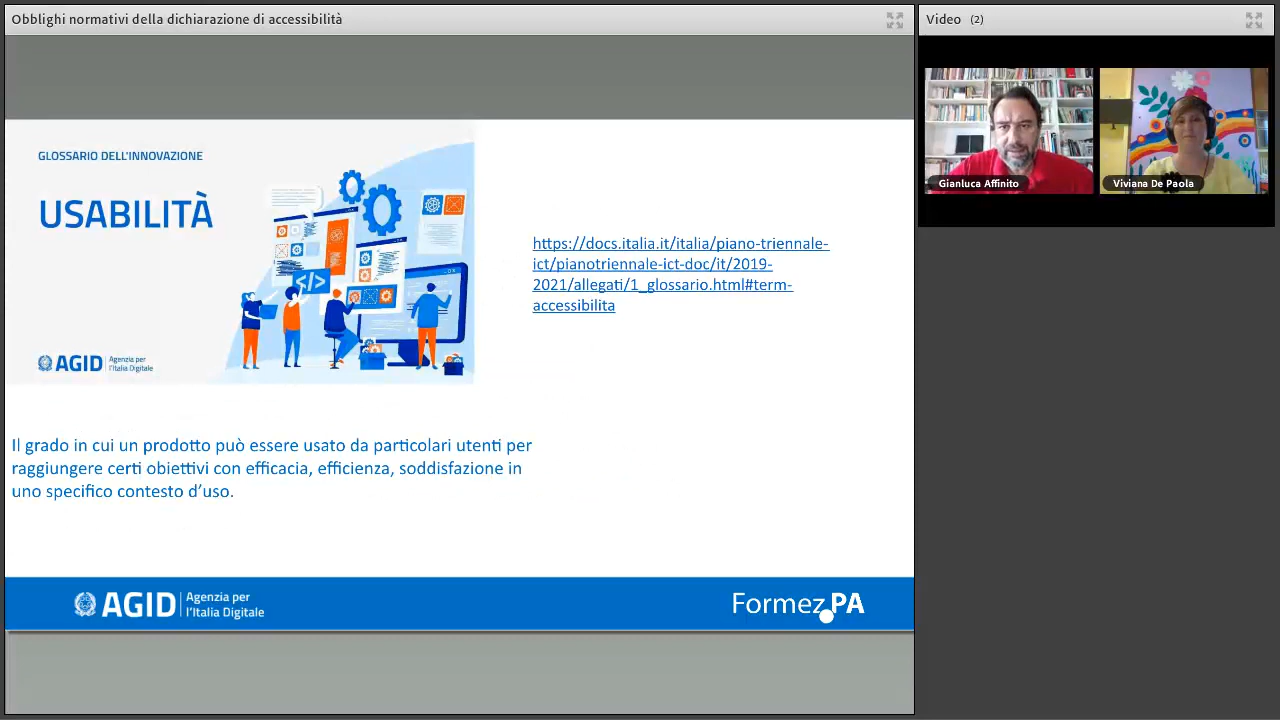 Obblighi normativi della dichiarazione di accessibilità
Video (2)
Gianluca Affinito
Viviana De Paola
GLOSSARIO DELL'INNOVAZIONE
USABILITÀ
</>
AGID Agenzia per
l'Italia Digitale
https://docs.italia.it/italia/piano-triennale-
ict/pianotriennale-ict-doc/it/2019-
2021/allegati/1_glossario.html#term-
accessibilita
Il grado in cui un prodotto può essere usato da particolari utenti per
raggiungere certi obiettivi con efficacia, efficienza, soddisfazione in
uno specifico contesto d’uso.
AGID Agenzia per
l'Italia Digitale
Formez.PA